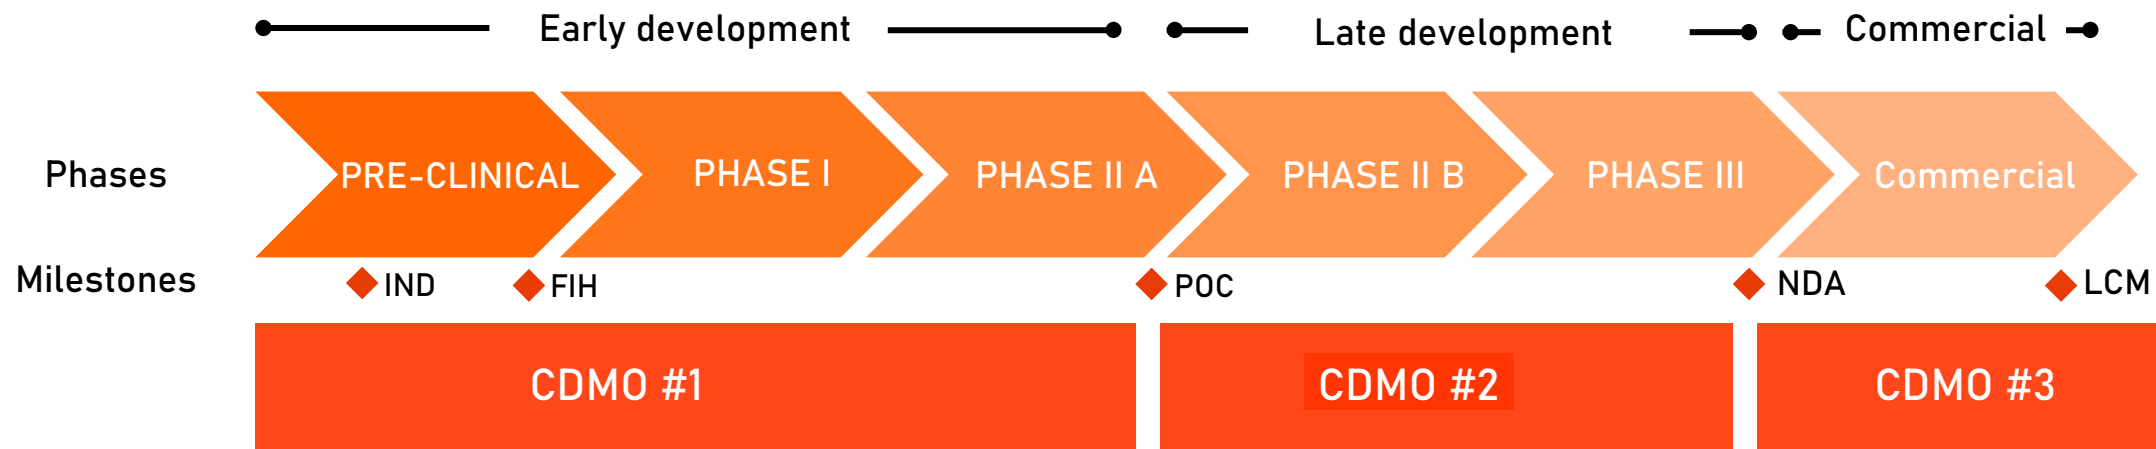 Early development
Late development
Commercial
Phases
PRE-CLINICAL
PHASE I
PHASE II A
PHASE II B
PHASE III
Commercial
Milestones
IND
FIH
POC
NDA
LCM
CDMO #1
CDMO #2
CDMO #3